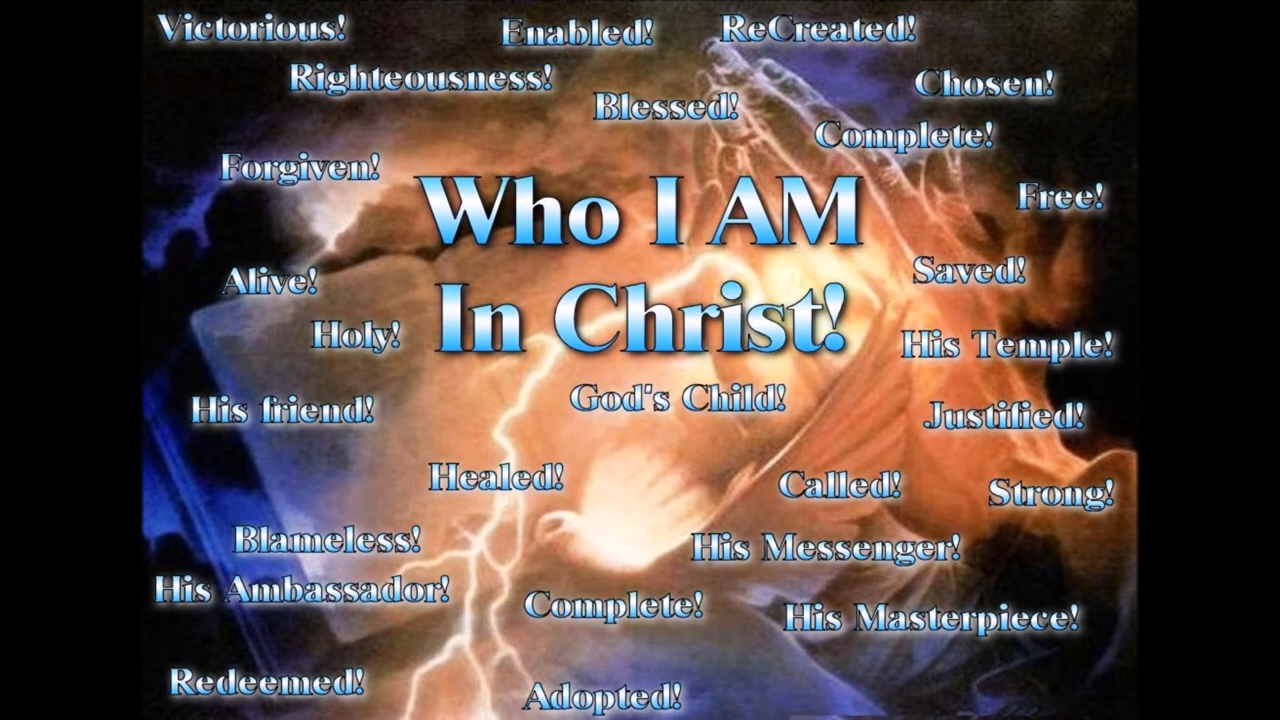 Victorious!
Enabled!
ReCreated!
Righteousness!
Chosen!
Blessed!
Complete!
Forgiven!
Free!
Who I AM
In Christ!
Alive!
Saved!
Holy!
His Temple!
God's Child!
His friend!
Justified!
Healed!
Called!
Strong!
Blameless!
His Messenger!
His Ambassador!
Complete!
His Masterpiece!
Redeemed!
Adopted!